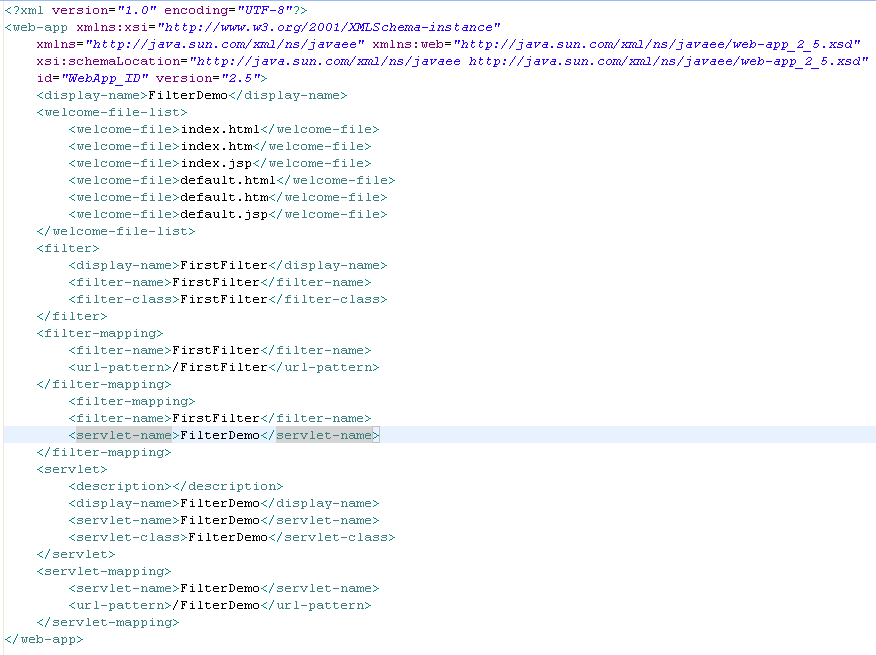 <?xml version="1.0" encoding="UTF-8"?>
<web-app xmlns:xsi="http://www.w3.org/2001/XMLSchema-instance"
    xmlns="http://java.sun.com/xml/ns/javaee" xmlns:web="http://java.sun.com/xml/ns/javaee/web-app_2_5.xsd"
    xsi:schemaLocation="http://java.sun.com/xml/ns/javaee http://java.sun.com/xml/ns/javaee/web-app_2_5.xsd"
    id="WebApp_ID" version="2.5">
    <display-name>FilterDemo</display-name>
    <welcome-file-list>
        <welcome-file>index.html</welcome-file>
        <welcome-file>index.htm</welcome-file>
        <welcome-file>index.jsp</welcome-file>
        <welcome-file>default.html</welcome-file>
        <welcome-file>default.htm</welcome-file>
        <welcome-file>default.jsp</welcome-file>
    </welcome-file-list>
    <filter>
        <display-name>FirstFilter</display-name>
        <filter-name>FirstFilter</filter-name>
        <filter-class>FirstFilter</filter-class>
    </filter>
    <filter-mapping>
        <filter-name>FirstFilter</filter-name>
        <url-pattern>/FirstFilter</url-pattern>
    </filter-mapping>
        <filter-mapping>
        <filter-name>FirstFilter</filter-name>
        <servlet-name>FilterDemo</servlet-name>
    </filter-mapping>
    <servlet>
        <description></description>
        <display-name>FilterDemo</display-name>
        <servlet-name>FilterDemo</servlet-name>
        <servlet-class>FilterDemo</servlet-class>
    </servlet>
    <servlet-mapping>
        <servlet-name>FilterDemo</servlet-name>
        <url-pattern>/FilterDemo</url-pattern>
    </servlet-mapping>
</web-app>